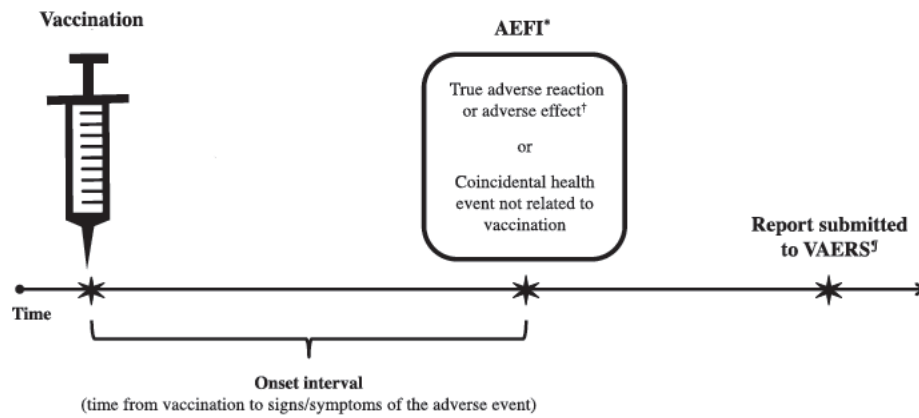 Vaccination
AEFI*
True adverse reaction
or adverse effect†
or
Coincidental health
event not related to
vaccination
Report submitted
to VAERS¶
Time
Onset interval
(time from vaccination to signs/symptoms of the adverse event)